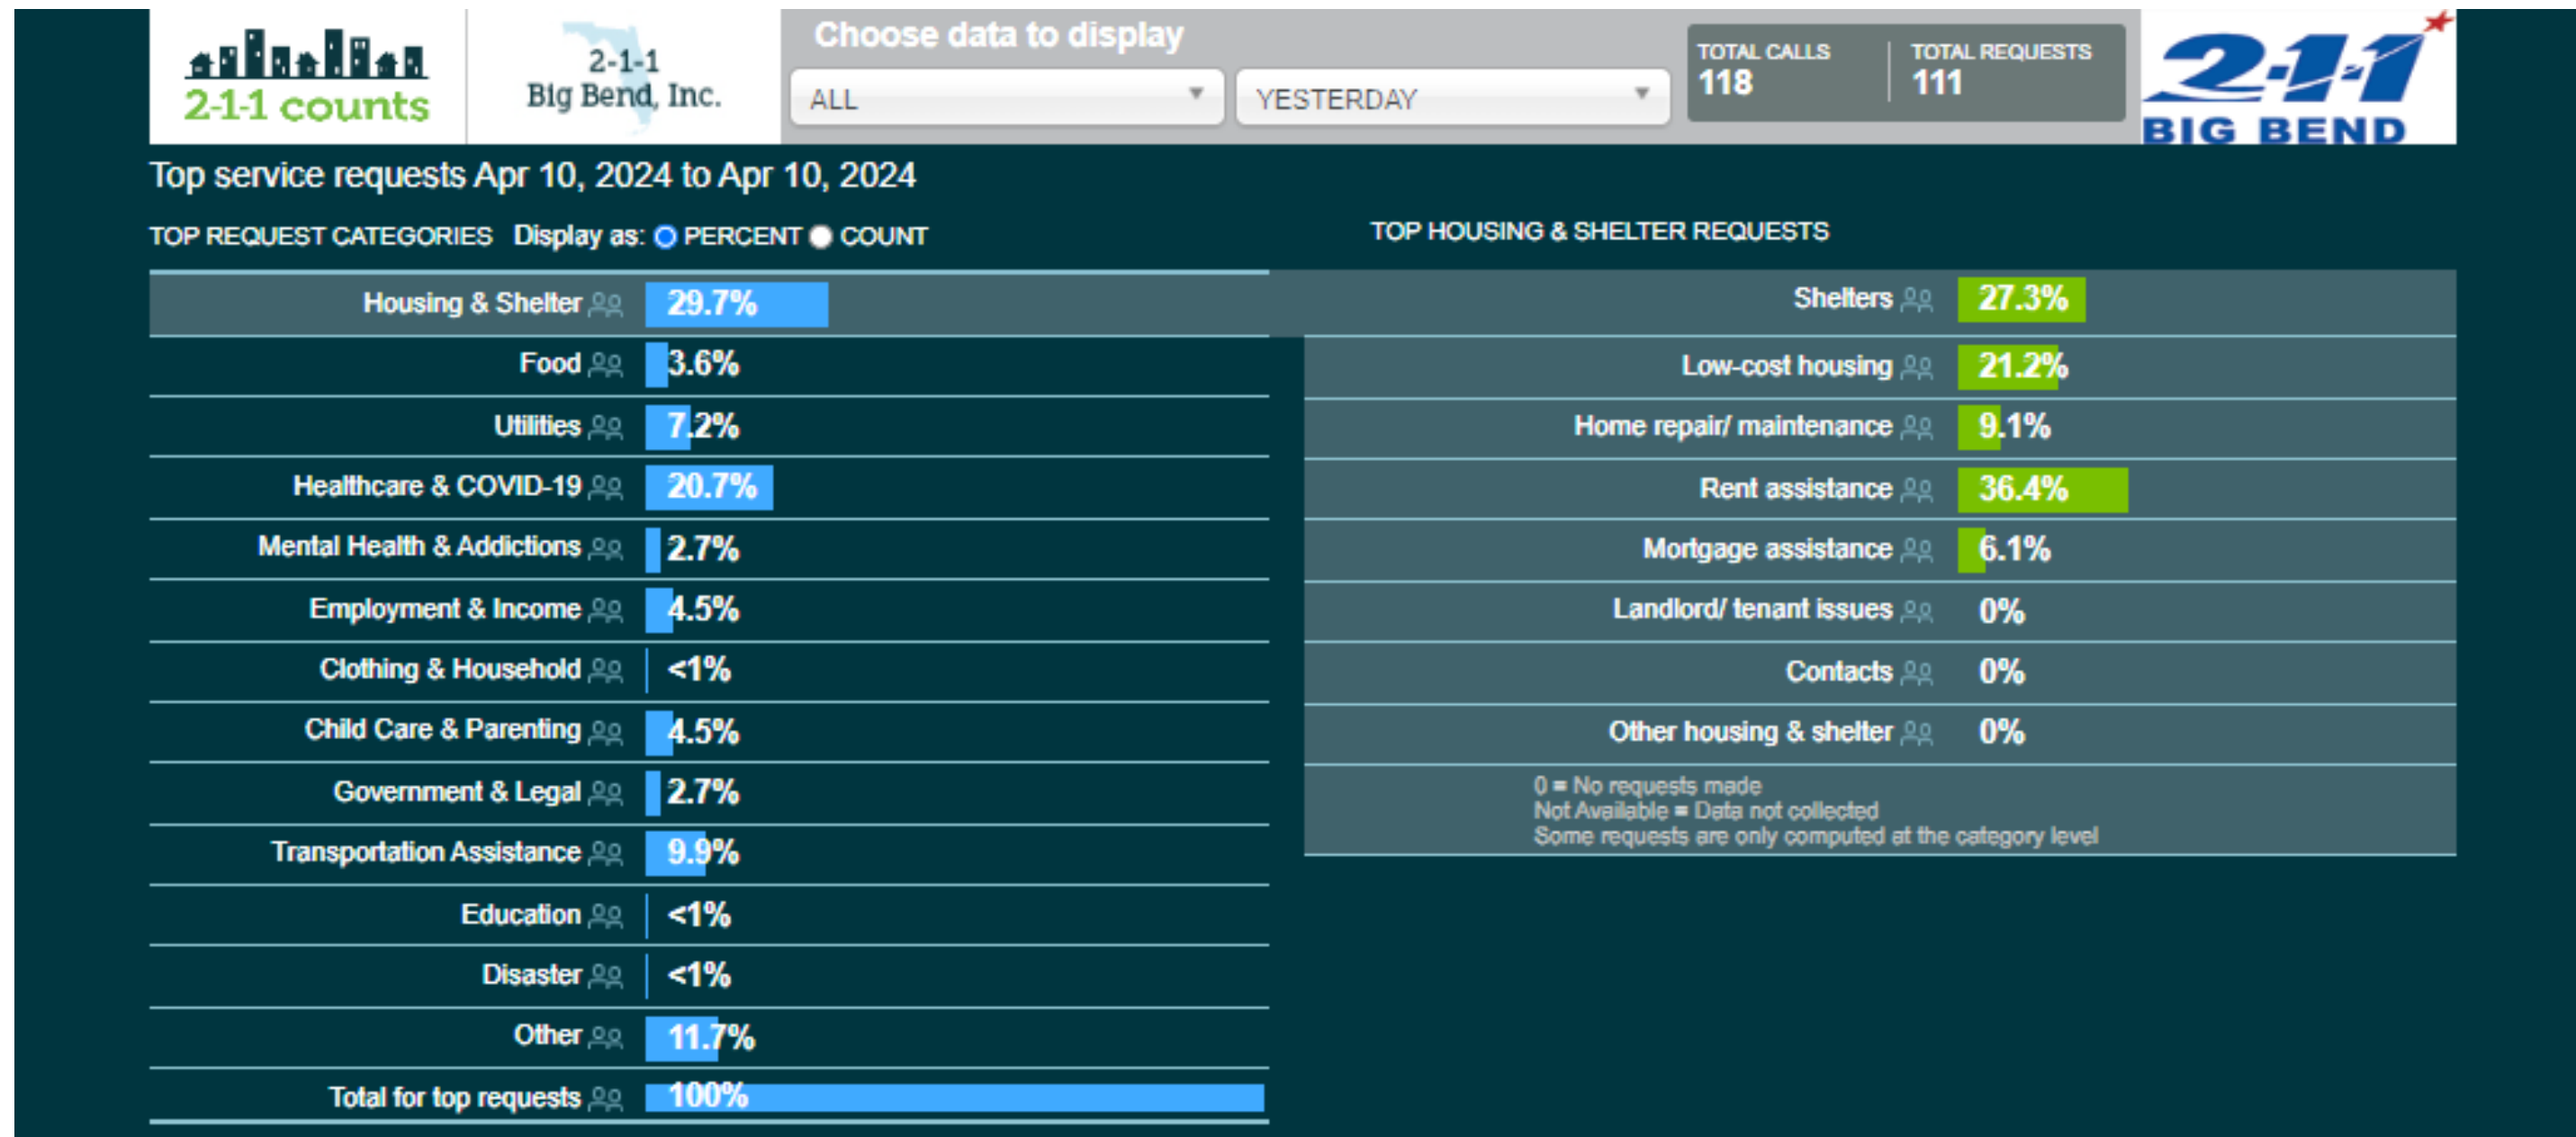 2-1-1 counts
2-1-1
Big Bend, Inc.
Choose data to display
ALL
YESTERDAY
TOTAL CALLS
118
TOTAL REQUESTS
111
2-1-1
BIG BEND
Top service requests Apr 10, 2024 to Apr 10, 2024
TOP REQUEST CATEGORIES Display as: PERCENT COUNT
Housing & Shelter 29.7%
Food 3.6%
Utilities 7.2%
Healthcare & COVID-19 20.7%
Mental Health & Addictions 2.7%
Employment & Income 4.5%
Clothing & Household <1%
Child Care & Parenting 4.5%
Government & Legal 2.7%
Transportation Assistance 9.9%
Education <1%
Disaster <1%
Other 11.7%
Total for top requests 100%
TOP HOUSING & SHELTER REQUESTS
Shelters 27.3%
Low-cost housing 21.2%
Home repair/ maintenance 9.1%
Rent assistance 36.4%
Mortgage assistance 6.1%
Landlord/ tenant issues 0%
Contacts 0%
Other housing & shelter 0%
0 = No requests made
Not Available = Data not collected
Some requests are only computed at the category level